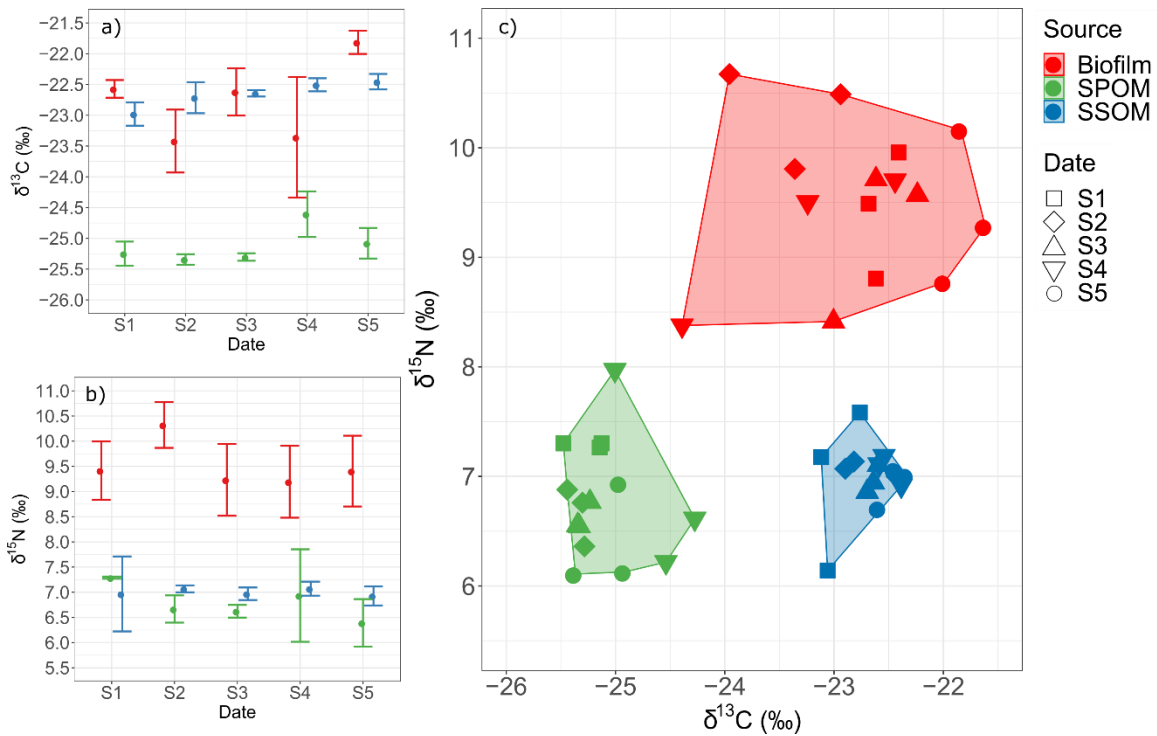 a)
−21.5
−22.0
−22.5
−23.0
−23.5
−24.0
−24.5
−25.0
−25.5
−26.0
δ¹³C (‰)
S1 S2 S3 S4 S5
Date
b)
11.0
10.5
10.0
9.5
9.0
8.5
8.0
7.5
7.0
6.5
6.0
5.5
δ¹⁵N (‰)
S1 S2 S3 S4 S5
Date
c)
11
10
9
8
7
6
δ¹⁵N (‰)
−26 −25 −24 −23 −22
δ¹³C (‰)
Source
Biofilm
SPOM
SSOM
Date
S1
S2
S3
S4
S5